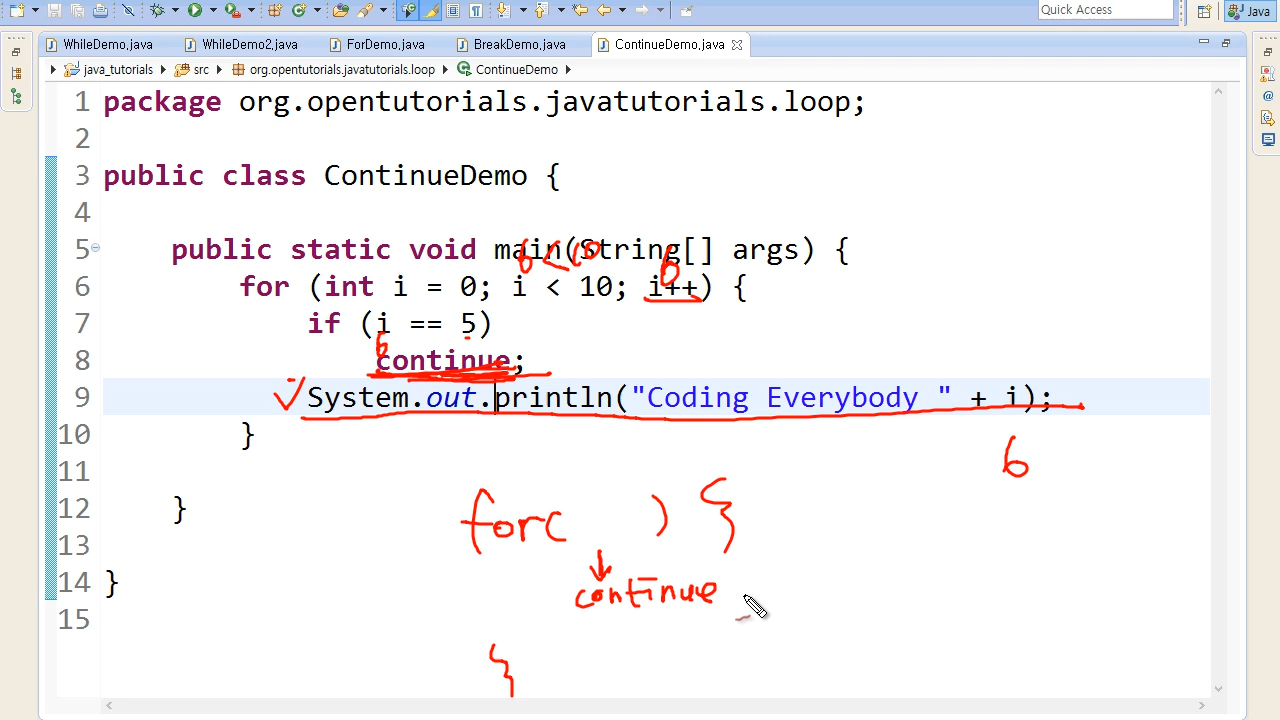 Quick Access
Java
WhileDemo.java
WhileDemo2.java
ForDemo.java
BreakDemo.java
ContinueDemo.java
java_tutorials
src
org.opentutorials.javatutorials.loop
ContinueDemo
1 package org.opentutorials.javatutorials.loop;
2
3 public class ContinueDemo {
4
5 public static void main(String[] args) {
6<10
6
6 for (int i = 0; i < 10; i++) {
7 if (i == 5)
6
8 continue;
9 System.out.println("Coding Everybody " + i);
10 }
6
11
12 }
for( ) {
13
14 }
continue
15
}